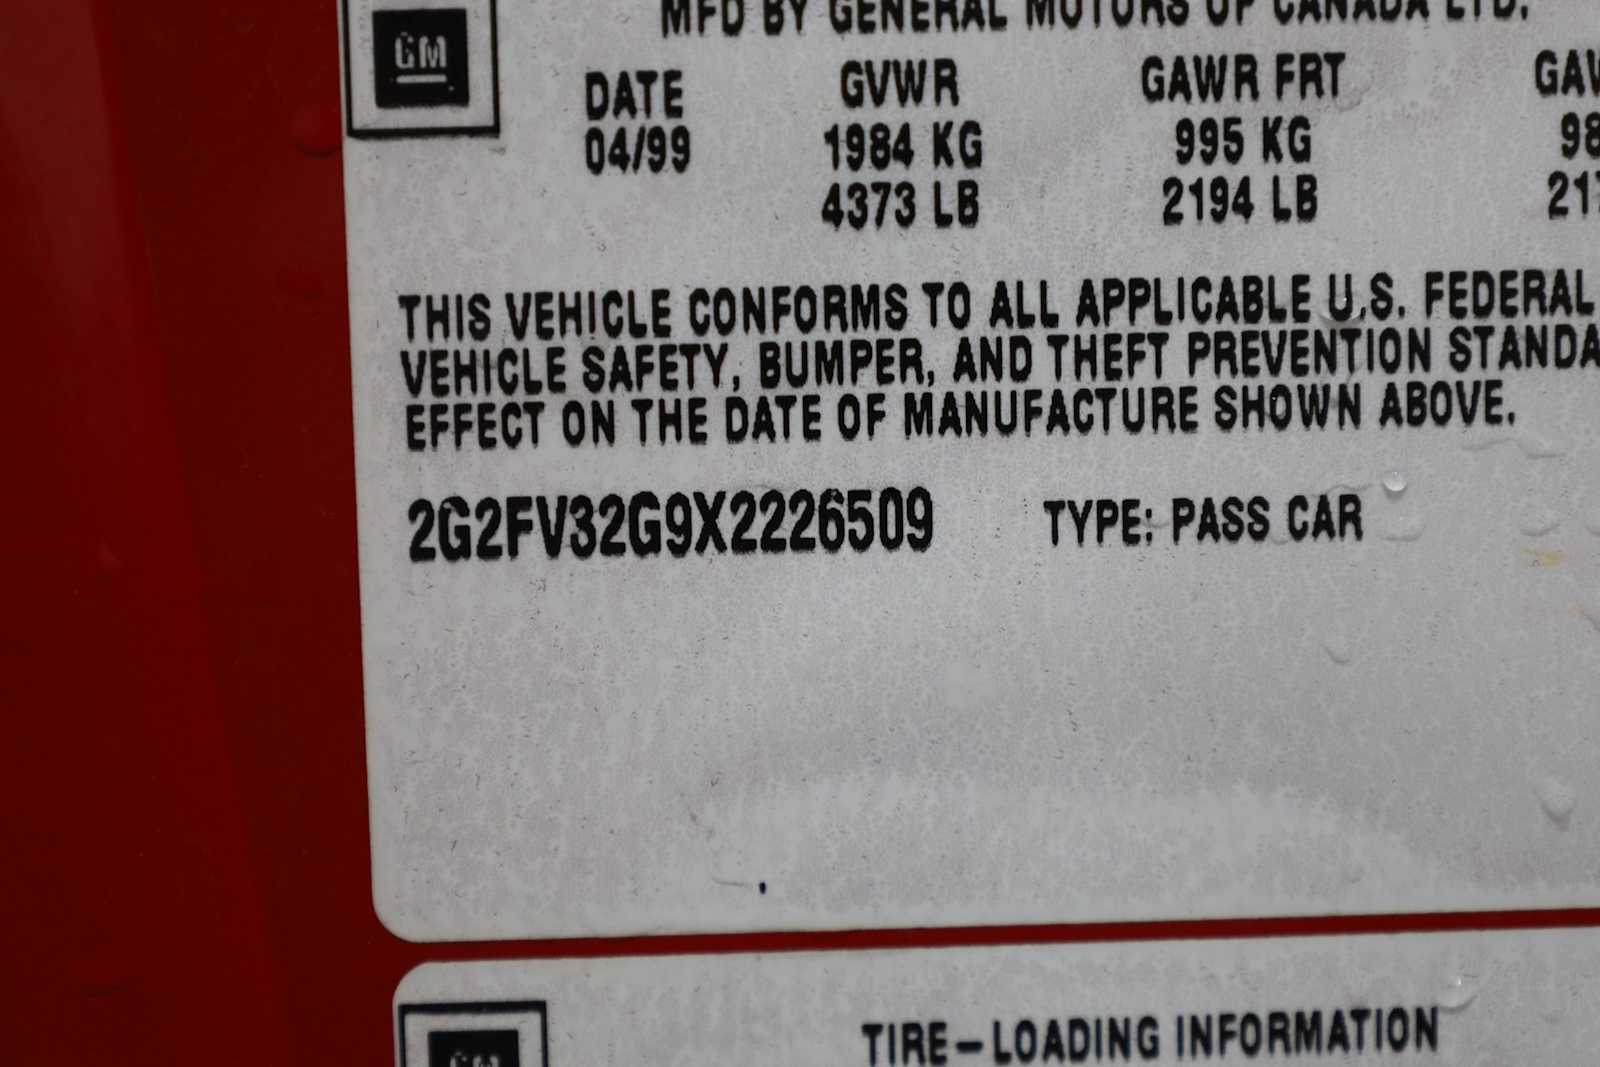 GM
MFD BY GENERAL MOTORS OF CANADA LTD.
DATE GVWR GAWR FRT
04/99 1984 KG 995 KG 98
4373 LB 2194 LB
THIS VEHICLE CONFORMS TO ALL APPLICABLE U.S. FEDERAL
VEHICLE SAFETY, BUMPER, AND THEFT PREVENTION
EFFECT ON THE DATE OF MANUFACTURE SHOWN ABOVE.
2G2FV32G9X2226509 TYPE: PASS CAR
GM
TIRE—LOADING INFORMATION